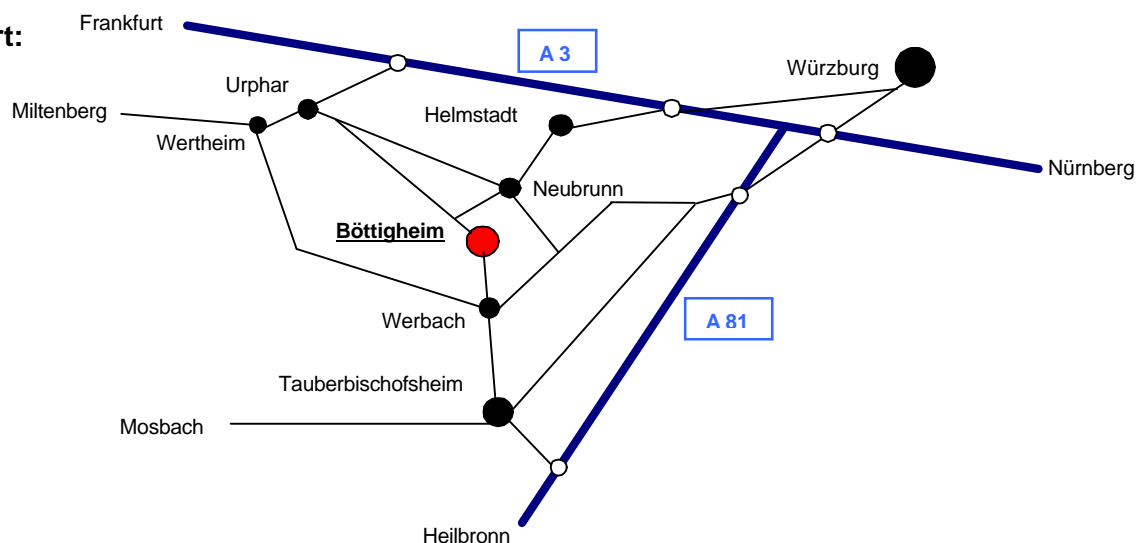 Frankfurt
rt:
A 3
Würzburg
Urphar
Miltenberg
Helmstadt
Wertheim
Nürnberg
Neubrunn
Böttigheim
Werbach
A 81
Tauberbischofsheim
Mosbach
Heilbronn